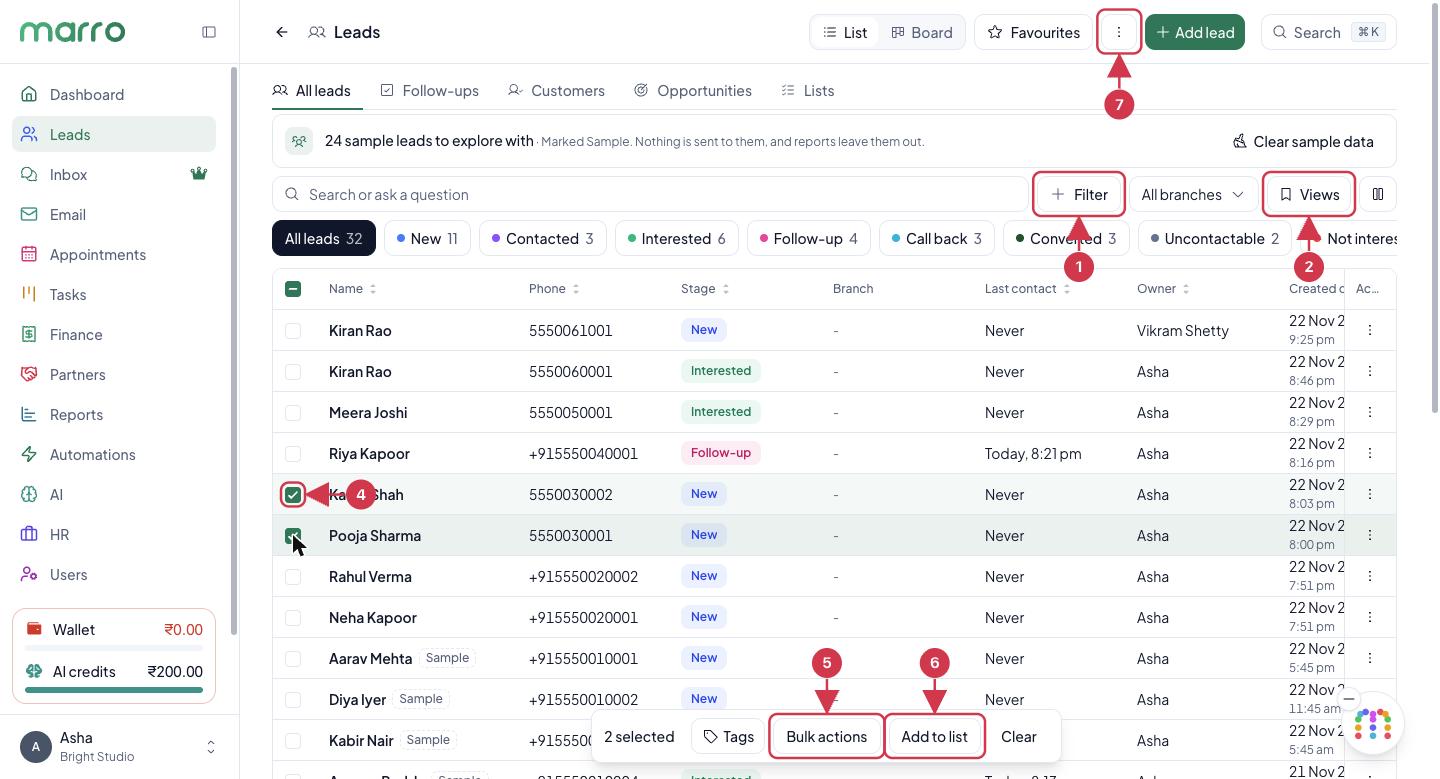 marro
Leads
List
Board
Favourites
Add lead
Search
⌘ K
Dashboard
Leads
Inbox
Email
Appointments
Tasks
Finance
Partners
Reports
Automations
AI
HR
Users
Wallet ₹0.00
AI credits ₹200.00
A
Asha
Bright Studio
All leads Follow-ups Customers Opportunities Lists
7
24 sample leads to explore with · Marked Sample. Nothing is sent to them, and reports leave them out.
Clear sample data
Search or ask a question
Filter
All branches
Views
All leads 32 New 11 Contacted 3 Interested 6 Follow-up 4 Call back 3 Converted 3 Uncontactable 2
1
2
Name Phone Stage Branch Last contact Owner Created Ac...
Kiran Rao 5550061001 New - Never Vikram Shetty 22 Nov 2
9:25 pm
Kiran Rao 5550060001 Interested - Never Asha 22 Nov 2
8:46 pm
Meera Joshi 5550050001 Interested - Never Asha 22 Nov 2
8:29 pm
Riya Kapoor +915550040001 Follow-up - Today, 8:21 pm Asha 22 Nov 2
8:16 pm
4 Shah 5550030002 New - Never Asha 22 Nov 2
8:03 pm
Pooja Sharma 5550030001 New - Never Asha 22 Nov 2
8:00 pm
Rahul Verma +915550020002 New - Never Asha 22 Nov 2
7:51 pm
Neha Kapoor +915550020001 New - Never Asha 22 Nov 2
7:51 pm
Aarav Mehta Sample +915550010001 New Never Asha 22 Nov 2
5:45 pm
5
6
Diya Iyer Sample +915550010002 New Never Asha 22 Nov 2
11:45 am
Kabir Nair Sample +9155500 Asha 22 Nov 2
5:45 am
2 selected Tags Bulk actions Add to list Clear
21 Nov 2